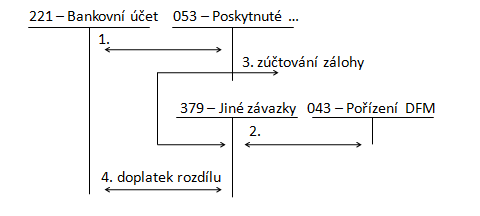 221 – Bankovní účet 053 – Poskytnuté ...
1.
3. zúčtování zálohy
379 – Jiné závazky 043 – Pořízení DFM
2.
4. doplatek rozdílu